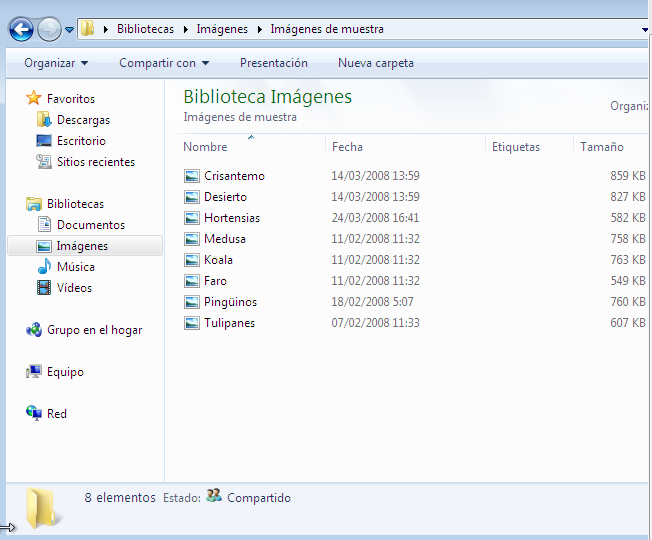 Bibliotecas Imágenes Imágenes de muestra
Organizar Compartir con Presentación Nueva carpeta
Favoritos
Descargas
Escritorio
Sitios recientes
Bibliotecas
Documentos
Imágenes
Música
Vídeos
Grupo en el hogar
Equipo
Red
Biblioteca Imágenes
Imágenes de muestra
Organiz
Nombre Fecha Etiquetas Tamaño
Crisantemo 14/03/2008 13:59 859 KB
Desierto 14/03/2008 13:59 827 KB
Hortensias 24/03/2008 16:41 582 KB
Medusa 11/02/2008 11:32 758 KB
Koala 11/02/2008 11:32 763 KB
Faro 11/02/2008 11:32 549 KB
Pingüinos 18/02/2008 5:07 760 KB
Tulipanes 07/02/2008 11:33 607 KB
8 elementos Estado: Compartido